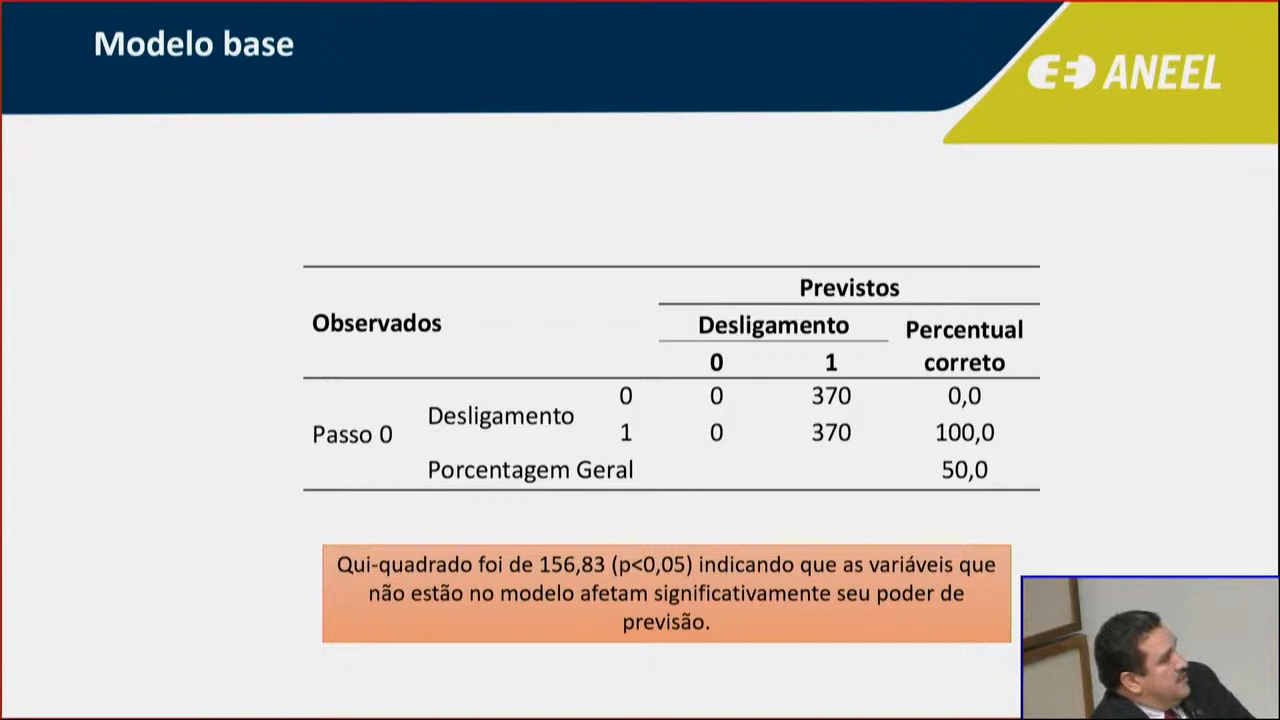 Modelo base
ANEEL
Previstos
Observados
Desligamento
Percentual
correto
0 1
0 0 370 0,0
Desligamento
Passo 0
1 0 370 100,0
Porcentagem Geral 50,0
Qui-quadrado foi de 156,83 (p<0,05) indicando que as variáveis que
não estão no modelo afetam significativamente seu poder de
previsão.